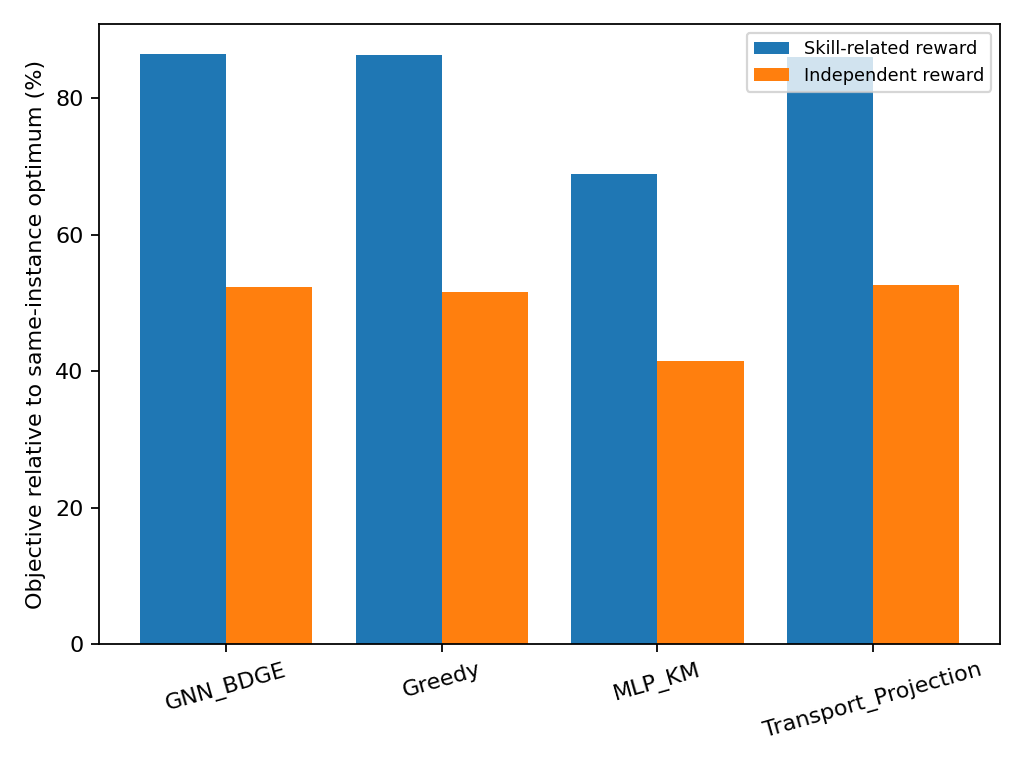 Objective relative to same-instance optimum (%)
80
60
40
20
0
Skill-related reward
Independent reward
GNN_BDGE
Greedy
MLP_KM
Transport_Projection